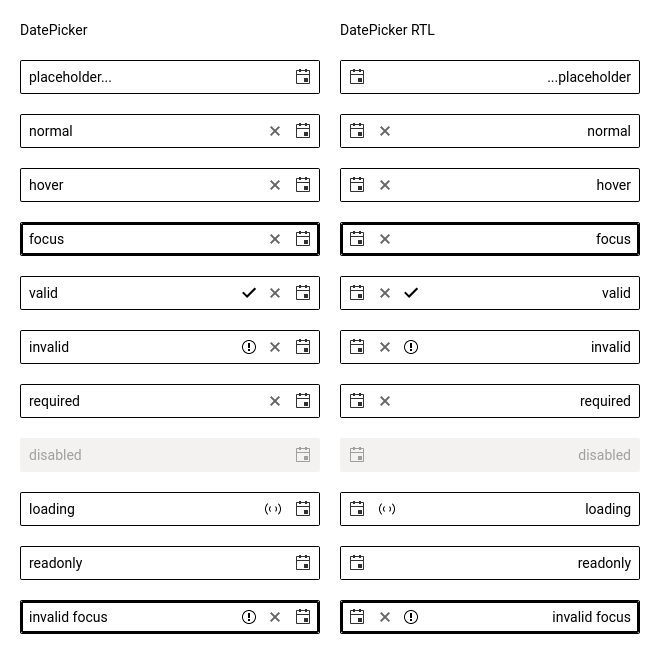 DatePicker
placeholder...
normal
hover
focus
valid
invalid
required
disabled
loading
readonly
invalid focus
DatePicker RTL
...placeholder
normal
hover
focus
valid
invalid
required
disabled
loading
readonly
invalid focus